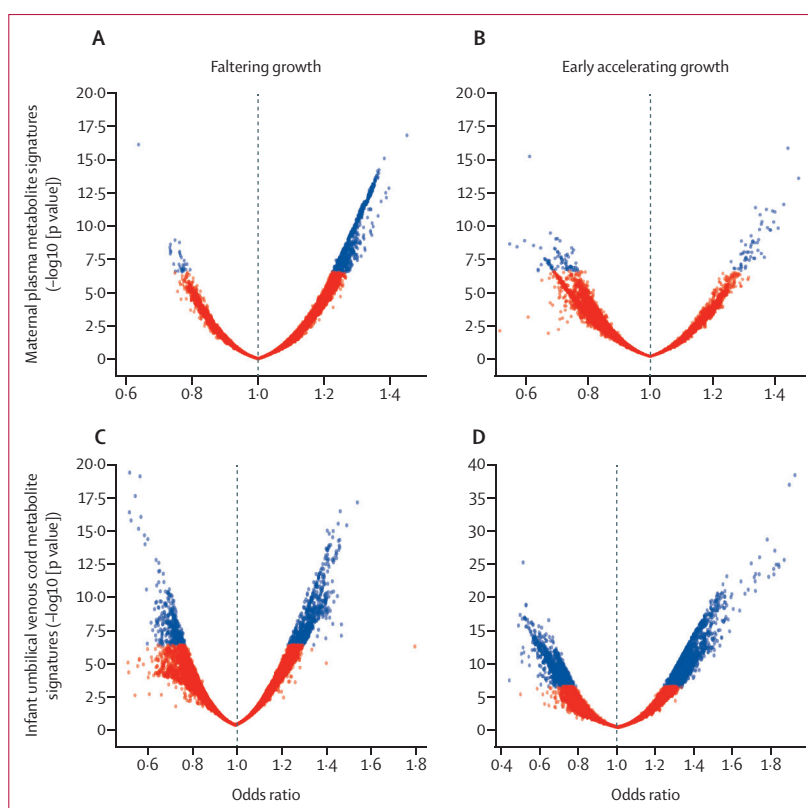 A
Faltering growth
B
Early accelerating growth
Maternal plasma metabolite signatures
(–log10 [p value])
20·0
17·5
15·0
12·5
10·0
7·5
5·0
2·5
0
0·6 0·8 1·0 1·2 1·4
20·0
17·5
15·0
12·5
10·0
7·5
5·0
2·5
0
0·6 0·8 1·0 1·2 1·4
C
D
Infant umbilical venous cord metabolite
signatures (–log10 [p value])
20·0
17·5
15·0
12·5
10·0
7·5
5·0
2·5
0
0·6 0·8 1·0 1·2 1·4 1·6 1·8
Odds ratio
40
35
30
25
20
15
10
5
0
0·4 0·6 0·8 1·0 1·2 1·4 1·6 1·8
Odds ratio